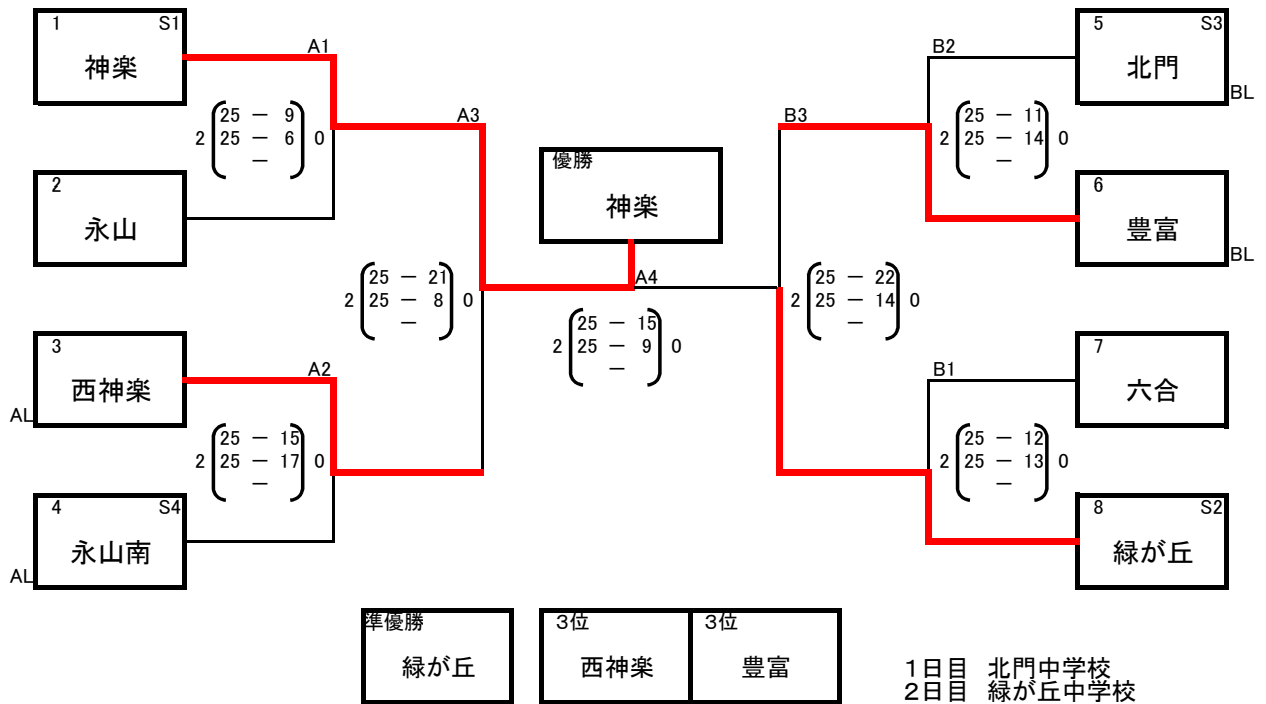 1 S1
神楽
A1
25 － 9
2 25 － 6 0
－
2
永山
A3
25 － 21
2 25 － 8 0
－
3
西神楽
AL
A2
25 － 15
2 25 － 17 0
－
4 S4
永山南
AL
優勝
神楽
A4
25 － 15
2 25 － 9 0
－
5 S3
北門
BL
B2
25 － 11
2 25 － 14 0
－
6
豊富
BL
B3
25 － 22
2 25 － 14 0
－
7
六合
B1
25 － 12
2 25 － 13 0
－
8 S2
緑が丘
準優勝
緑が丘
３位
西神楽
３位
豊富
１日目 北門中学校
２日目 緑が丘中学校